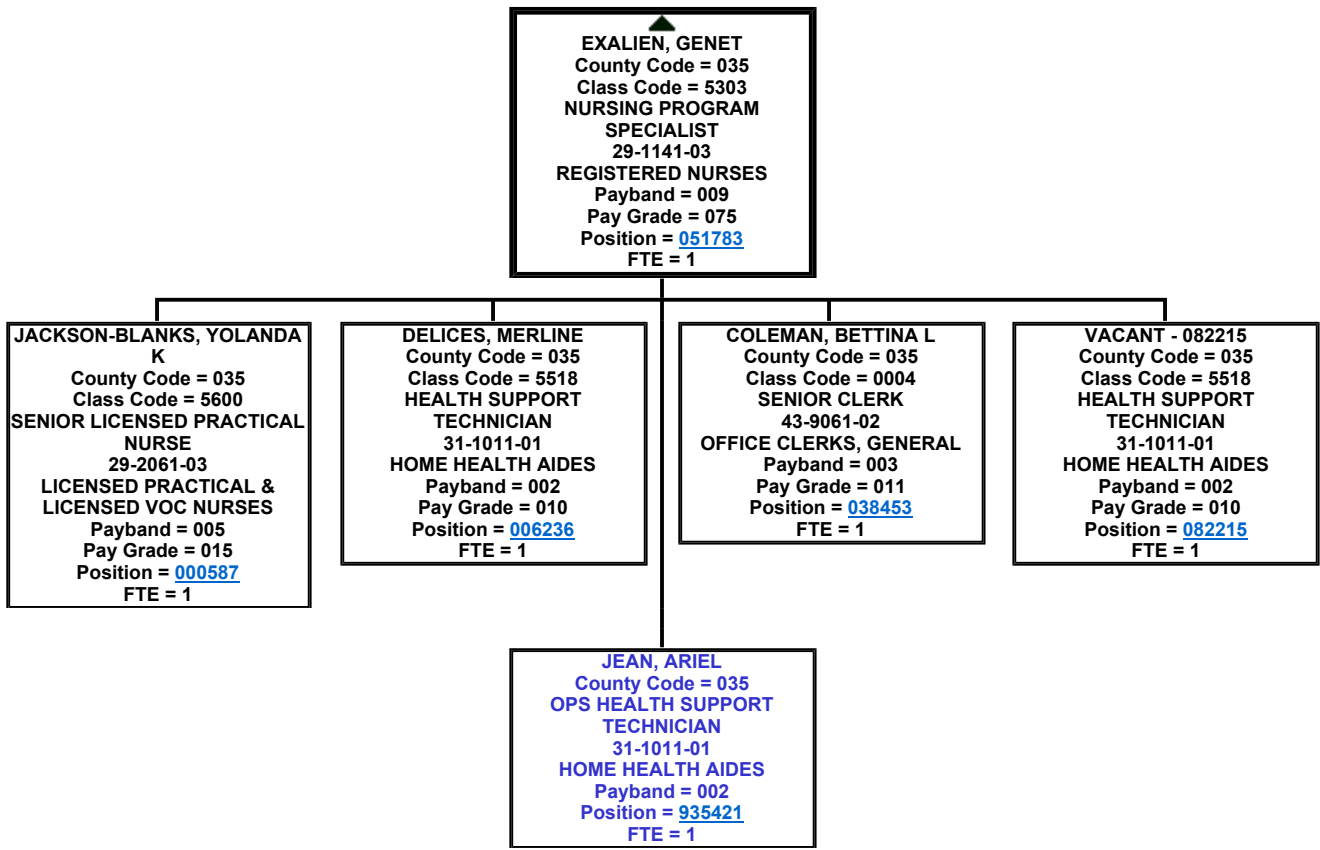 EXALIEN, GENET
County Code = 035
Class Code = 5303
NURSING PROGRAM
SPECIALIST
29-1141-03
REGISTERED NURSES
Payband = 009
Pay Grade = 075
Position = 051783
FTE = 1
JACKSON-BLANKS, YOLANDA
K
County Code = 035
Class Code = 5600
SENIOR LICENSED PRACTICAL
NURSE
29-2061-03
LICENSED PRACTICAL &
LICENSED VOC NURSES
Payband = 005
Pay Grade = 015
Position = 000587
FTE = 1
DELICES, MERLINE
County Code = 035
Class Code = 5518
HEALTH SUPPORT
TECHNICIAN
31-1011-01
HOME HEALTH AIDES
Payband = 002
Pay Grade = 010
Position = 006236
FTE = 1
COLEMAN, BETTINA L
County Code = 035
Class Code = 0004
SENIOR CLERK
43-9061-02
OFFICE CLERKS, GENERAL
Payband = 003
Pay Grade = 011
Position = 038453
FTE = 1
VACANT - 082215
County Code = 035
Class Code = 5518
HEALTH SUPPORT
TECHNICIAN
31-1011-01
HOME HEALTH AIDES
Payband = 002
Pay Grade = 010
Position = 082215
FTE = 1
JEAN, ARIEL
County Code = 035
OPS HEALTH SUPPORT
TECHNICIAN
31-1011-01
HOME HEALTH AIDES
Payband = 002
Position = 935421
FTE = 1